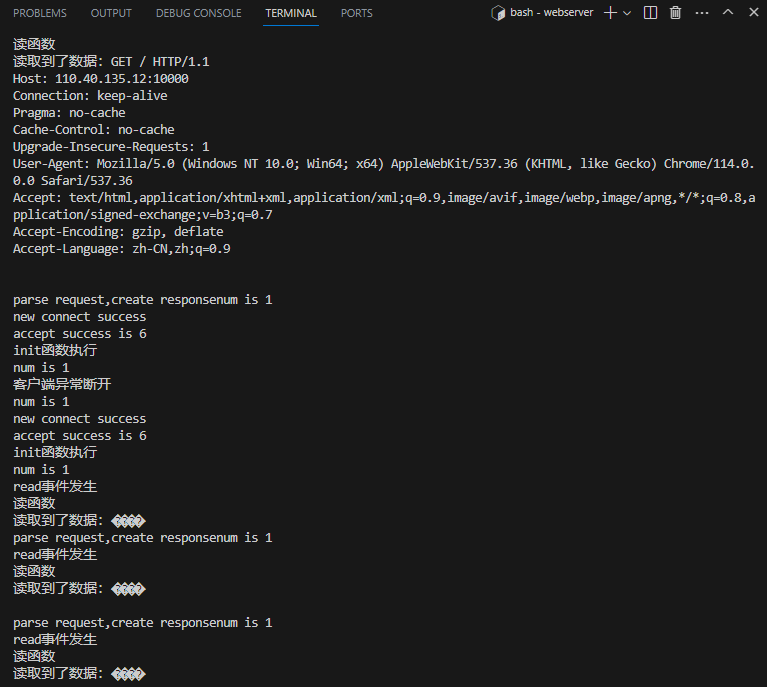 PROBLEMS OUTPUT DEBUG CONSOLE TERMINAL PORTS bash - webserver
读函数
读取到了数据: GET / HTTP/1.1
Host: 110.40.135.12:10000
Connection: keep-alive
Pragma: no-cache
Cache-Control: no-cache
Upgrade-Insecure-Requests: 1
User-Agent: Mozilla/5.0 (Windows NT 10.0; Win64; x64) AppleWebKit/537.36 (KHTML, like Gecko) Chrome/114.0.
0.0 Safari/537.36
Accept: text/html,application/xhtml+xml,application/xml;q=0.9,image/avif,image/webp,image/apng,*/*;q=0.8,a
pplication/signed-exchange;v=b3;q=0.7
Accept-Encoding: gzip, deflate
Accept-Language: zh-CN,zh;q=0.9
parse request,create responsenum is 1
new connect success
accept success is 6
init函数执行
num is 1
客户端异常断开
num is 1
new connect success
accept success is 6
init函数执行
num is 1
read事件发生
读函数
读取到了数据: ����
parse request,create responsenum is 1
read事件发生
读函数
读取到了数据: ����
parse request,create responsenum is 1
read事件发生
读函数
读取到了数据: ����